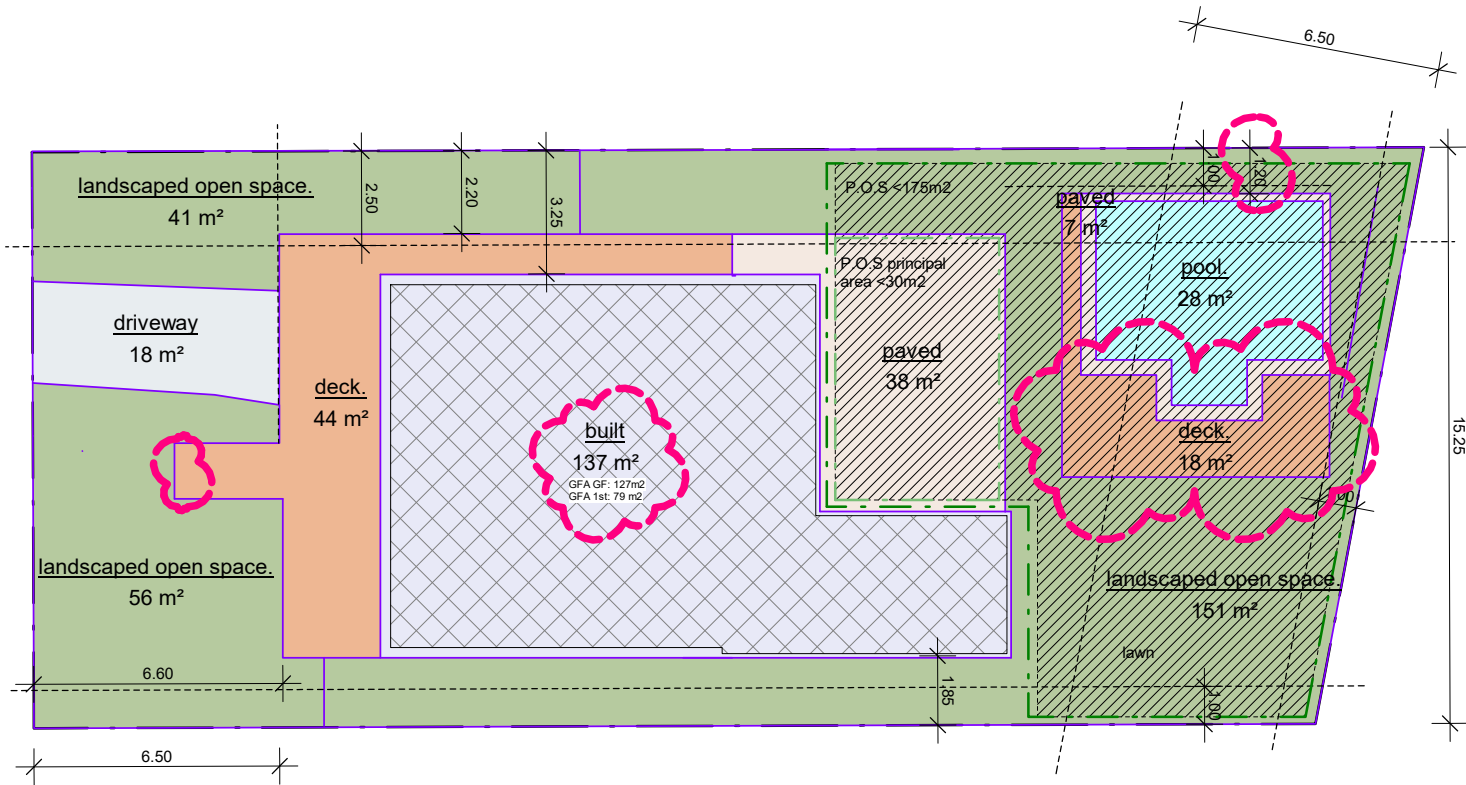 6.50
landscaped open space.
41 m²
2.50
2.20
3.25
P.O.S <175m2
paved
7 m²
1.00
1.20
P.O.S principal
area <30m2
pool.
28 m²
driveway
18 m²
paved
38 m²
deck.
44 m²
built
137 m²
GFA GF: 127m2
GFA 1st: 79 m2
deck.
18 m²
15.25
landscaped open space.
56 m²
landscaped open space.
151 m²
lawn
6.60
1.85
1.00
6.50